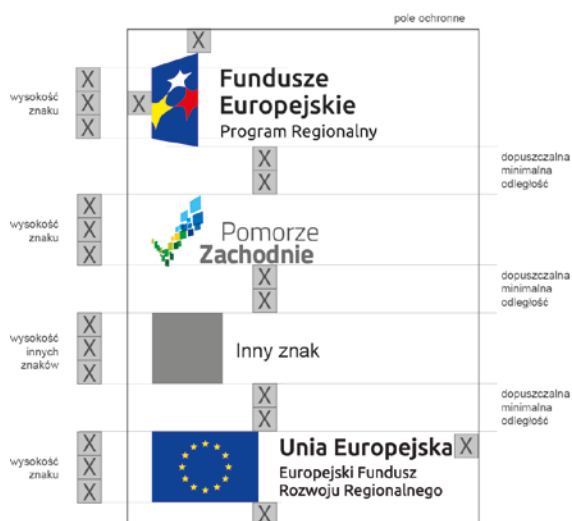 pole ochronne
X
wysokość
znaku
X
X
X
X
Fundusze
Europejskie
Program Regionalny
X
X
dopuszczalna
minimalna
odległość
wysokość
znaku
X
X
X
Pomorze
Zachodnie
X
X
dopuszczalna
minimalna
odległość
wysokość
innych
znaków
X
X
X
Inny znak
X
X
dopuszczalna
minimalna
odległość
wysokość
znaku
X
X
X
Unia Europejska X
Europejski Fundusz
Rozwoju Regionalnego
X